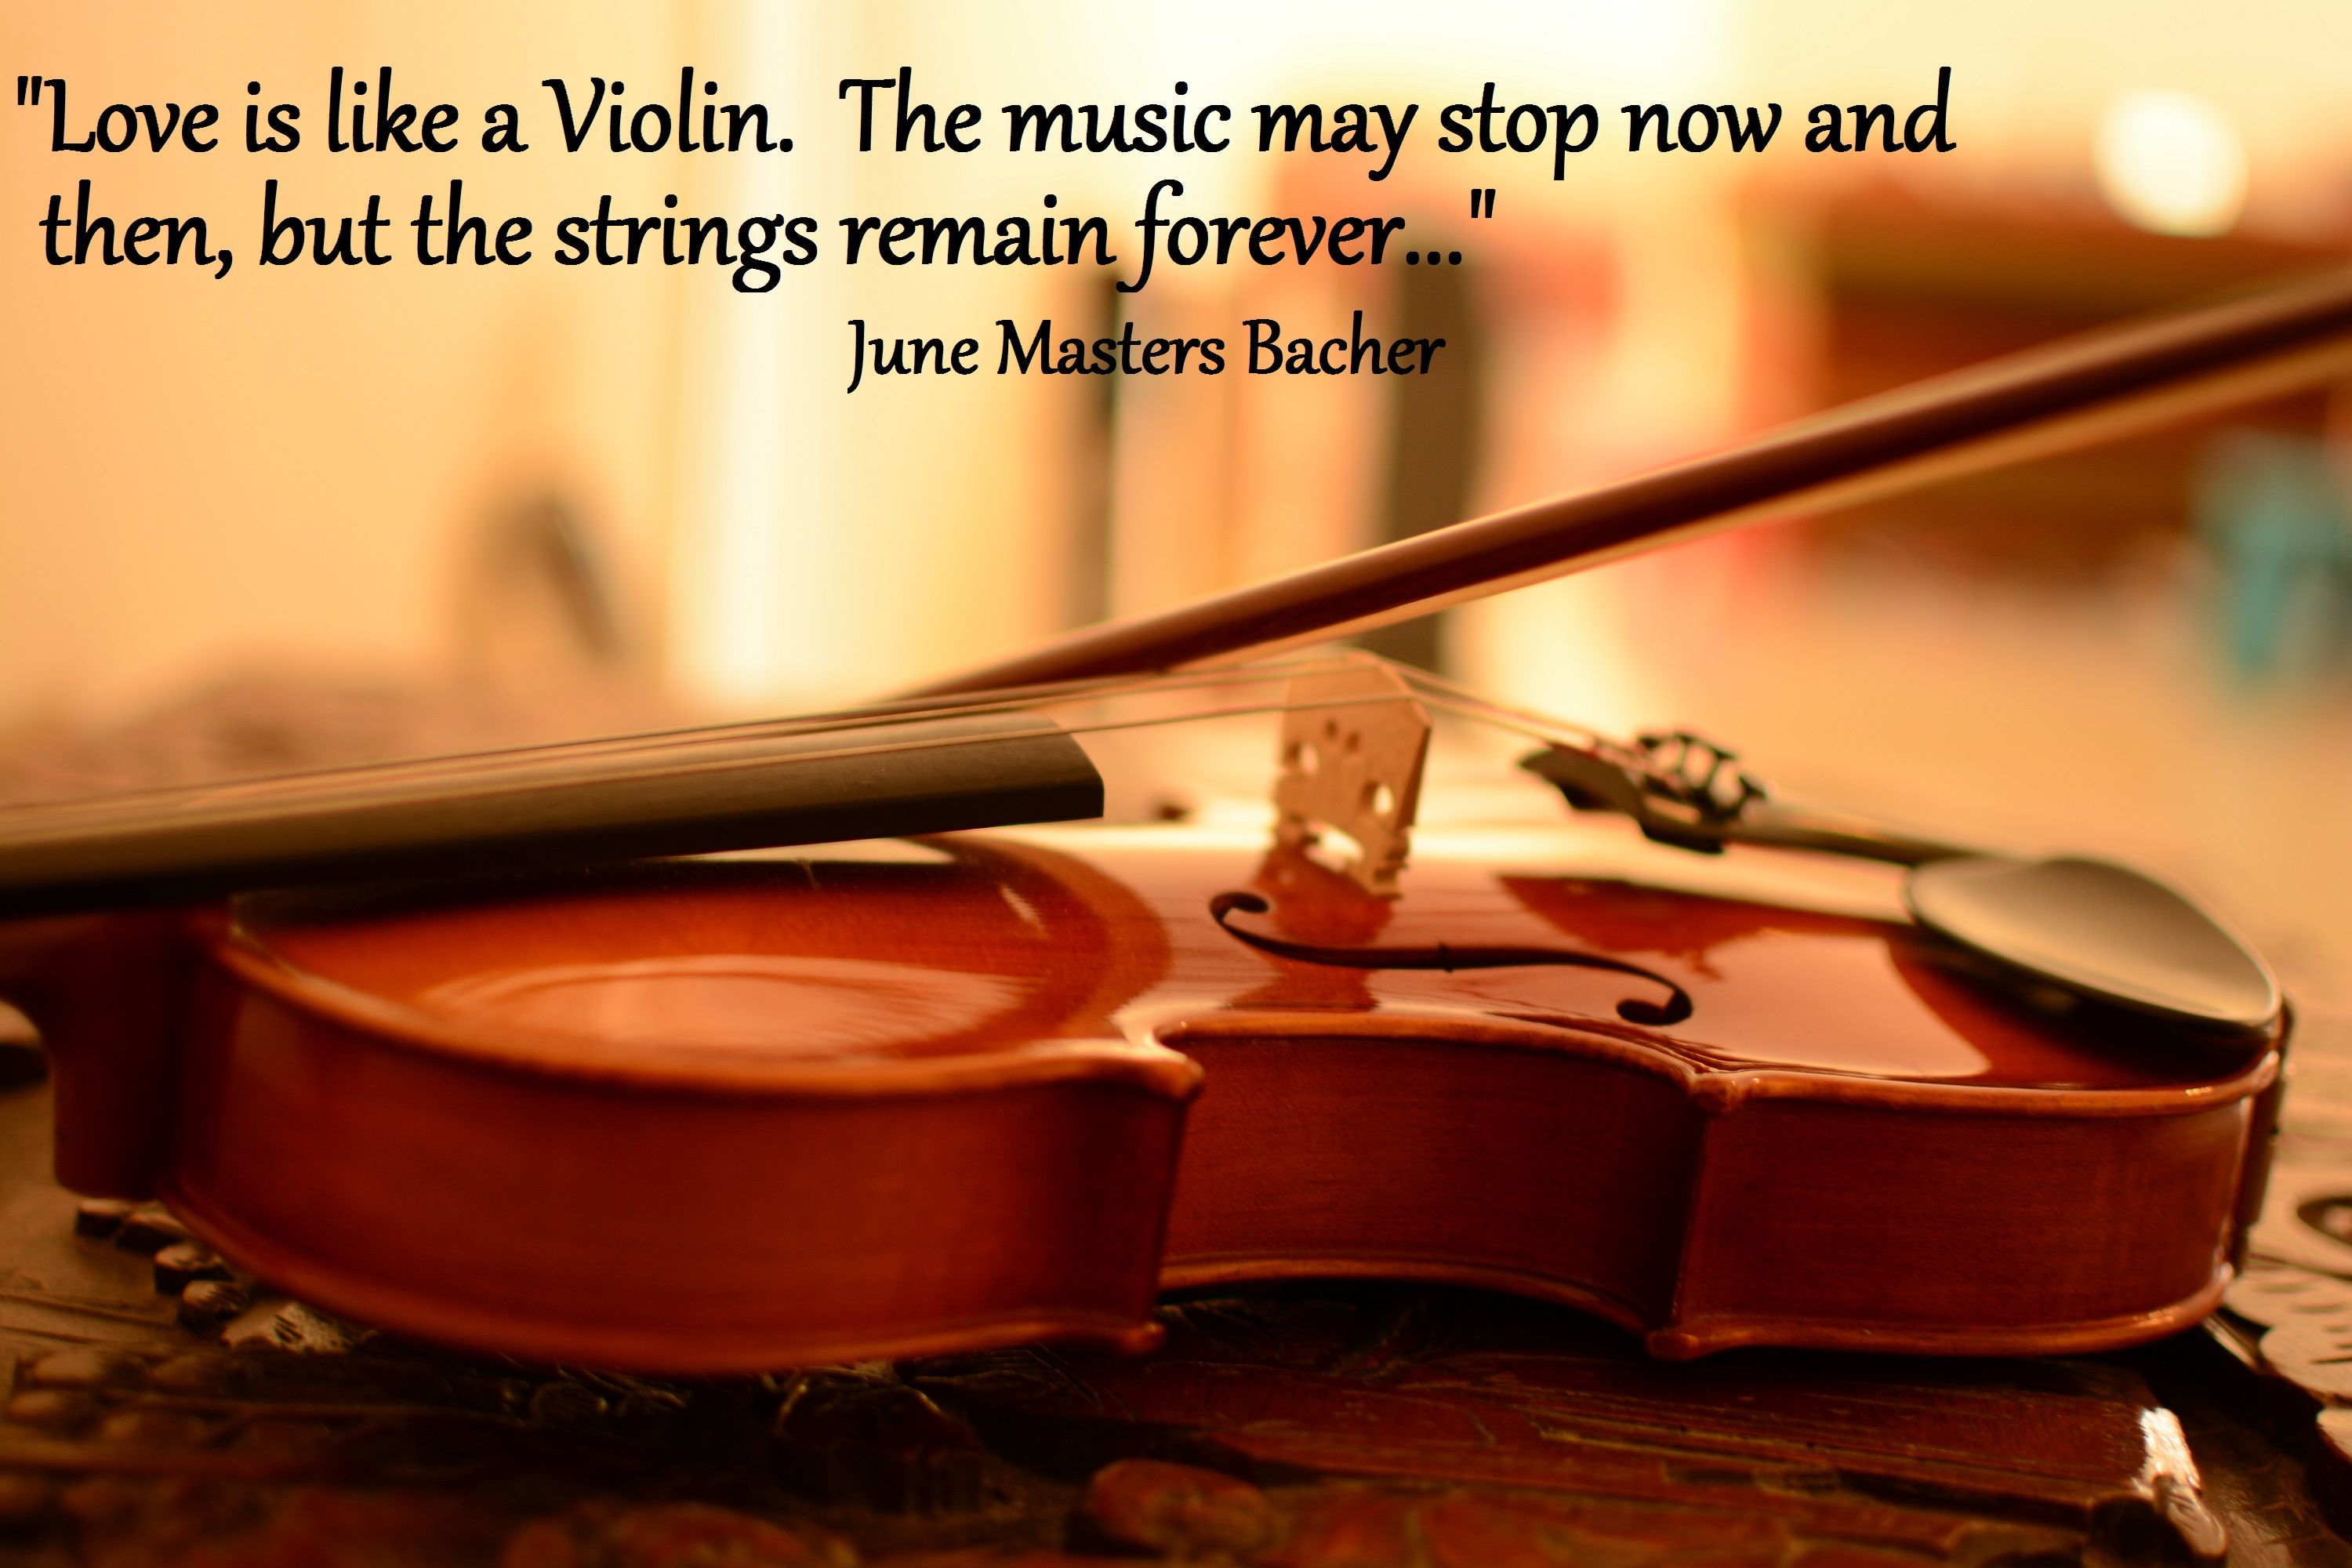 "Love is like a Violin.  The music may stop now and
then, but the strings remain forever..."
June Masters Bacher